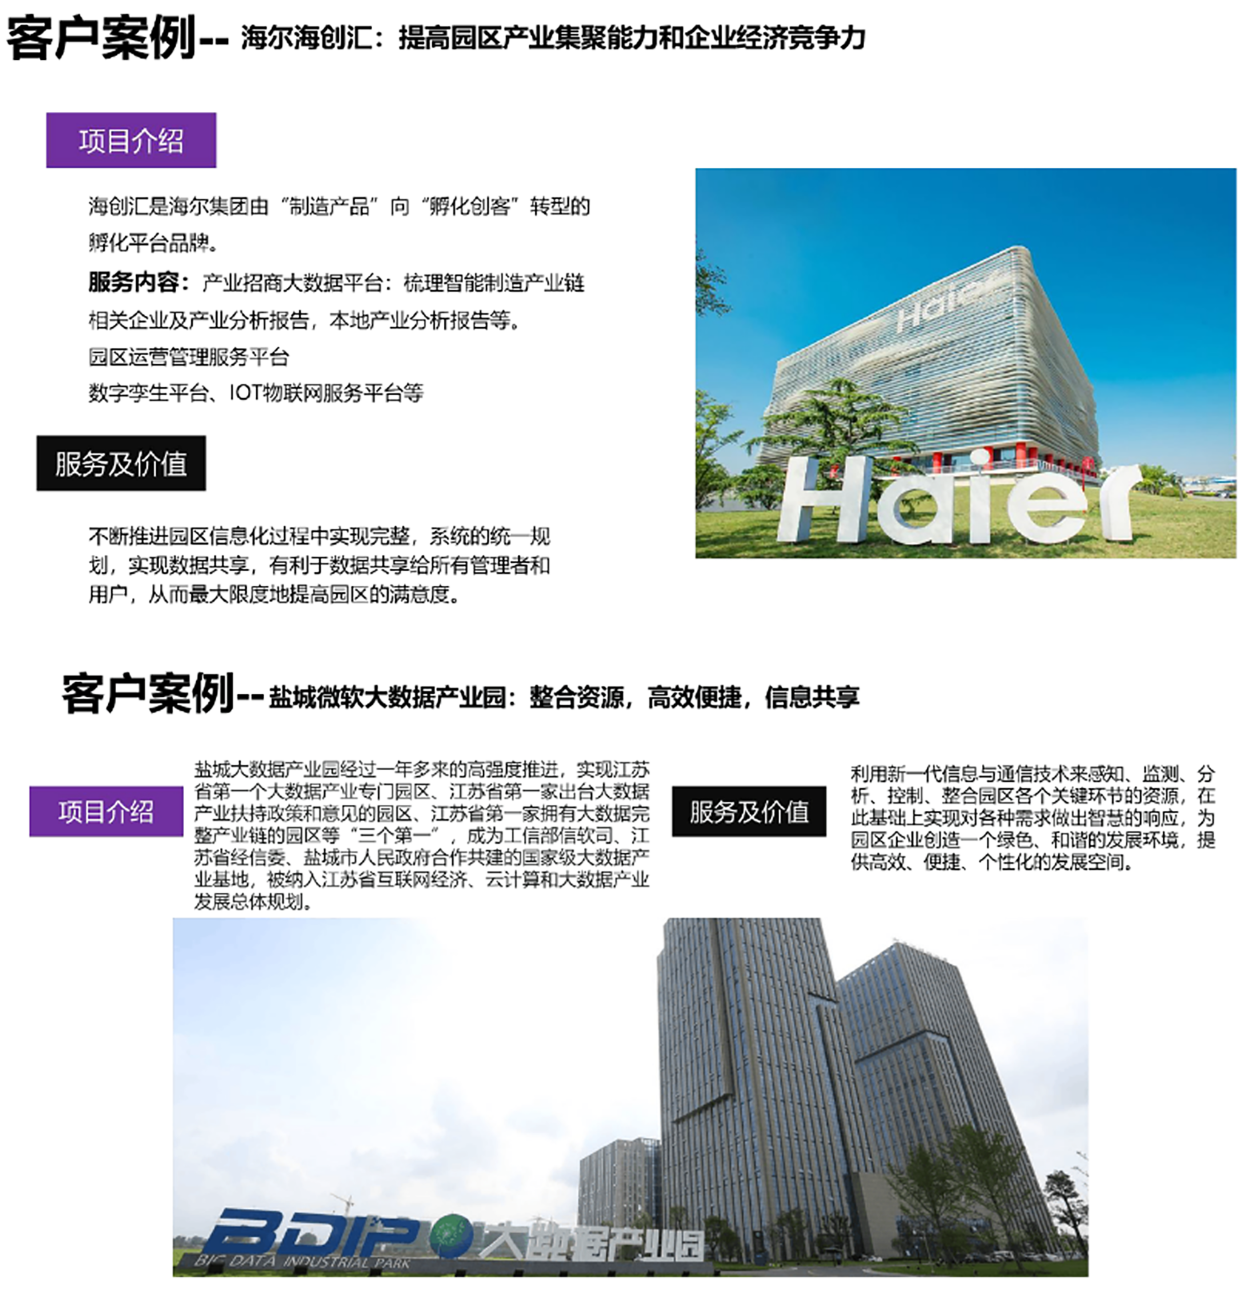 客户案例-- 海尔海创汇：提高园区产业集聚能力和企业经济竞争力
项目介绍
海创汇是海尔集团由“制造产品”向“孵化创客”转型的
孵化平台品牌。
服务内容：产业招商大数据平台：梳理智能制造产业链
相关企业及产业分析报告，本地产业分析报告等。
园区运营管理服务平台
数字孪生平台、IOT物联网服务平台等
Haier
Haier
服务及价值
不断推进园区信息化过程中实现完整，系统的统一规
划，实现数据共享，有利于数据共享给所有管理者和
用户，从而最大限度地提高园区的满意度。
客户案例-- 盐城微软大数据产业园：整合资源，高效便捷，信息共享
项目介绍
盐城大数据产业园经过一年多来的高强度推进，实现江苏
省第一个大数据产业专门园区、江苏省第一家出台大数据
产业扶持政策和意见的园区、江苏省第一家拥有大数据完
整产业链的园区等“三个第一”，成为工信部信软司、江
苏省经信委、盐城市人民政府合作共建的国家级大数据产
业基地，被纳入江苏省互联网经济、云计算和大数据产业
发展总体规划。
服务及价值
利用新一代信息与通信技术来感知、监测、分
析、控制、整合园区各个关键环节的资源，在
此基础上实现对各种需求做出智慧的响应，为
园区企业创造一个绿色、和谐的发展环境，提
供高效、便捷、个性化的发展空间。
BDIP 大数据产业园
BIG DATA INDUSTRIAL PARK